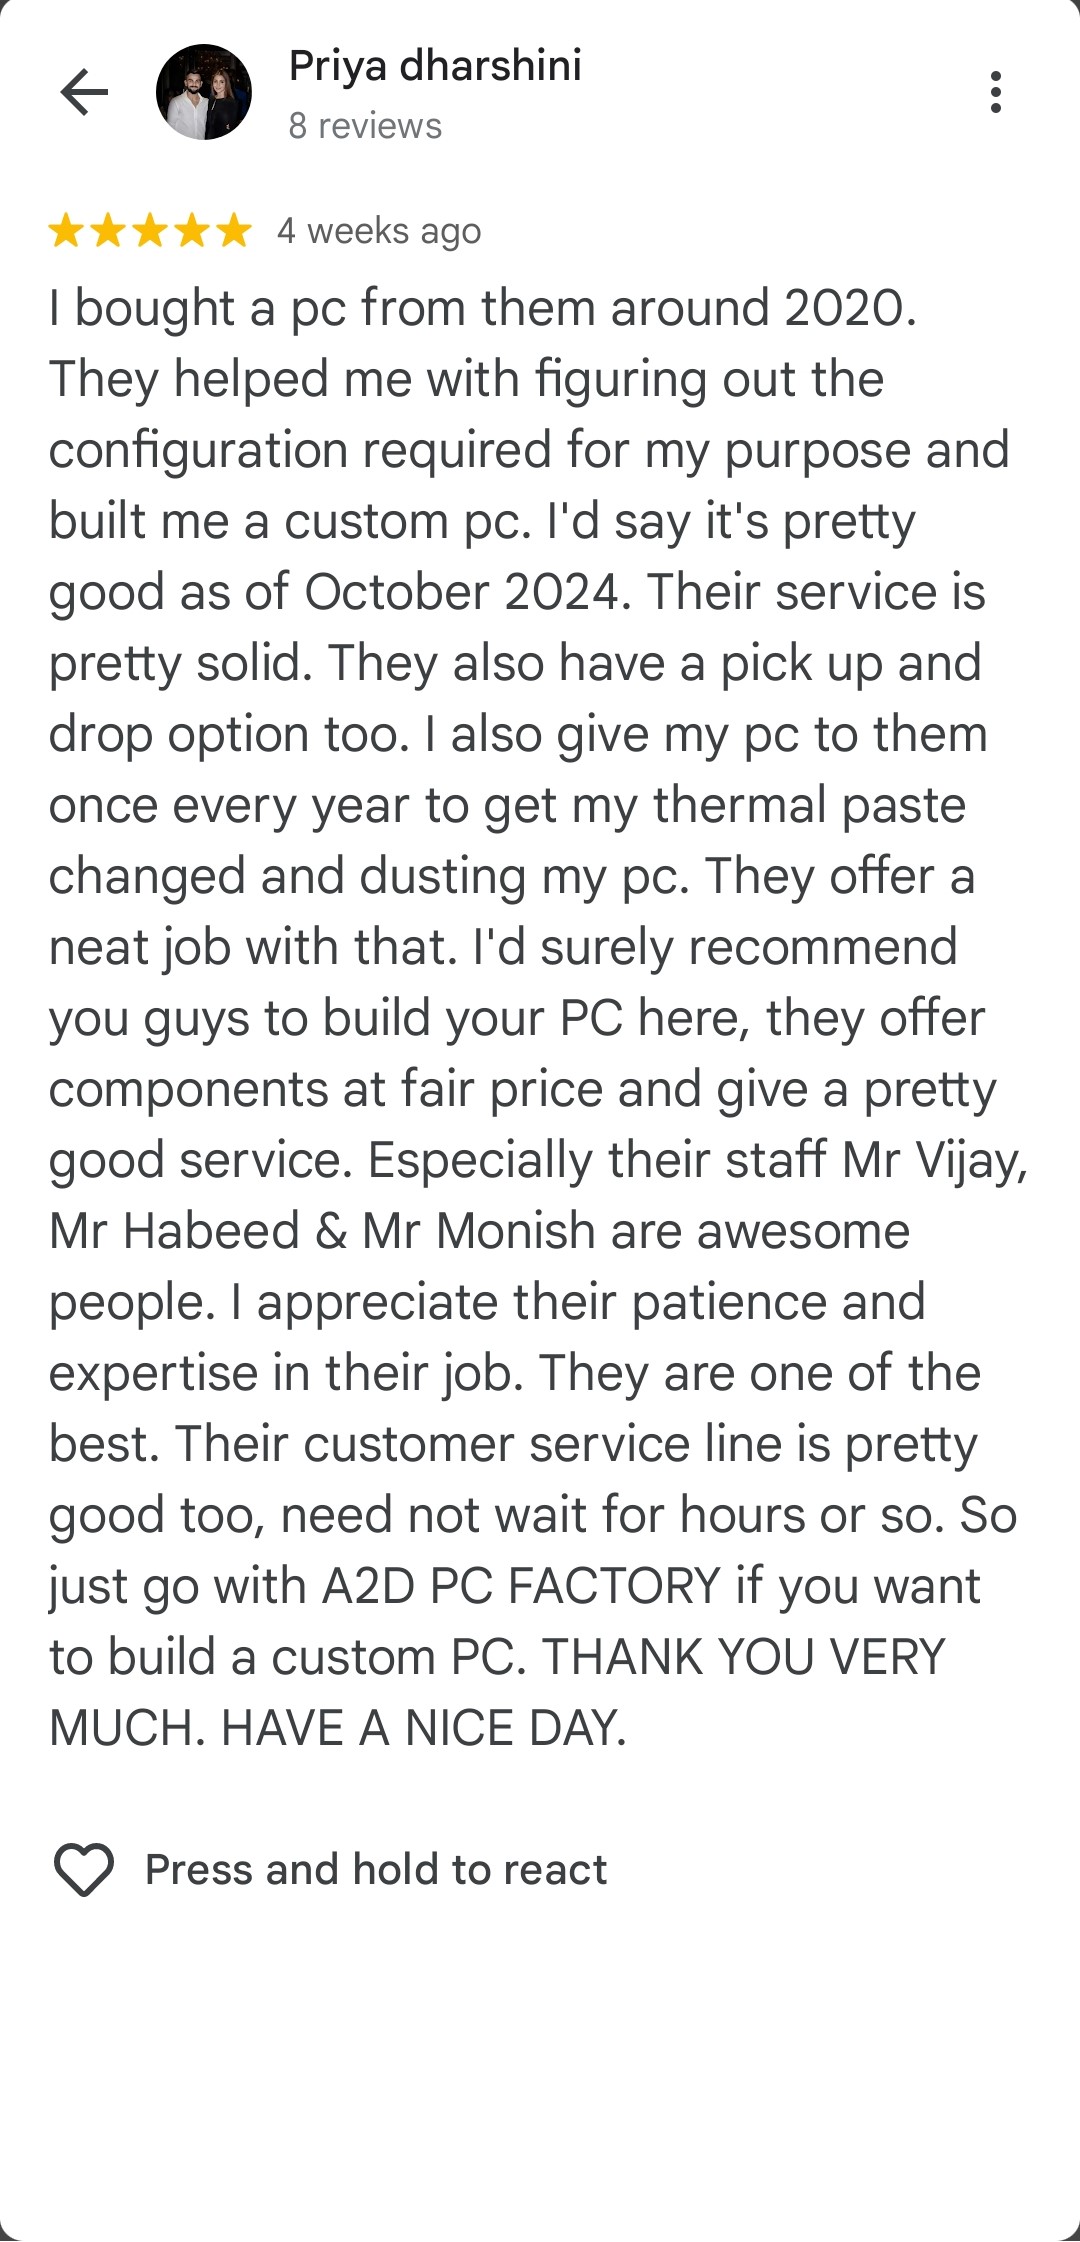 Priya dharshini
8 reviews
4 weeks ago
I bought a pc from them around 2020.
They helped me with figuring out the
configuration required for my purpose and
built me a custom pc. I'd say it's pretty
good as of October 2024. Their service is
pretty solid. They also have a pick up and
drop option too. I also give my pc to them
once every year to get my thermal paste
changed and dusting my pc. They offer a
neat job with that. I'd surely recommend
you guys to build your PC here, they offer
components at fair price and give a pretty
good service. Especially their staff Mr Vijay,
Mr Habeed & Mr Monish are awesome
people. I appreciate their patience and
expertise in their job. They are one of the
best. Their customer service line is pretty
good too, need not wait for hours or so. So
just go with A2D PC FACTORY if you want
to build a custom PC. THANK YOU VERY
MUCH. HAVE A NICE DAY.
Press and hold to react